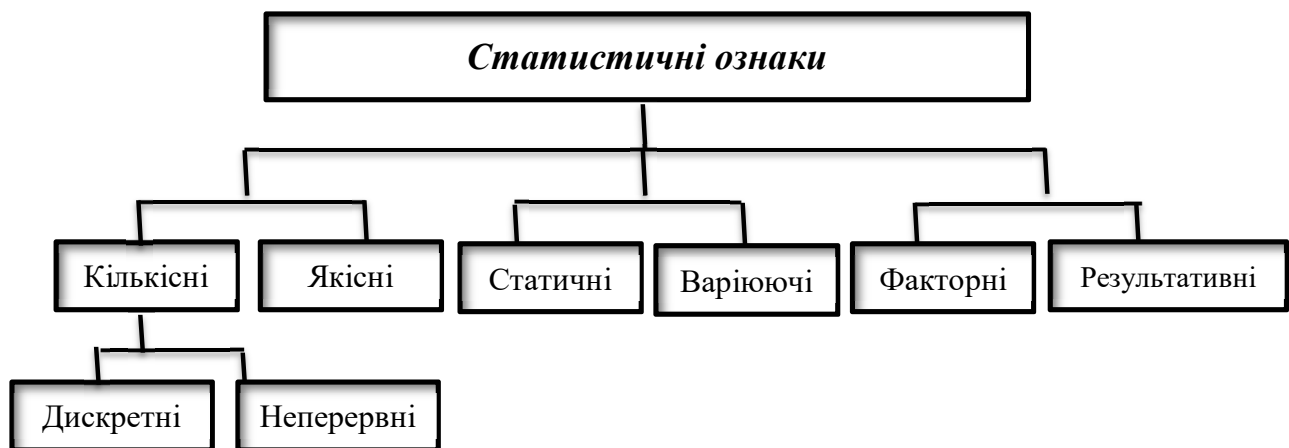 Статистичні ознаки
Кількісні
Якісні
Статичні
Варіюючі
Факторні
Результативні
Дискретні
Неперервні